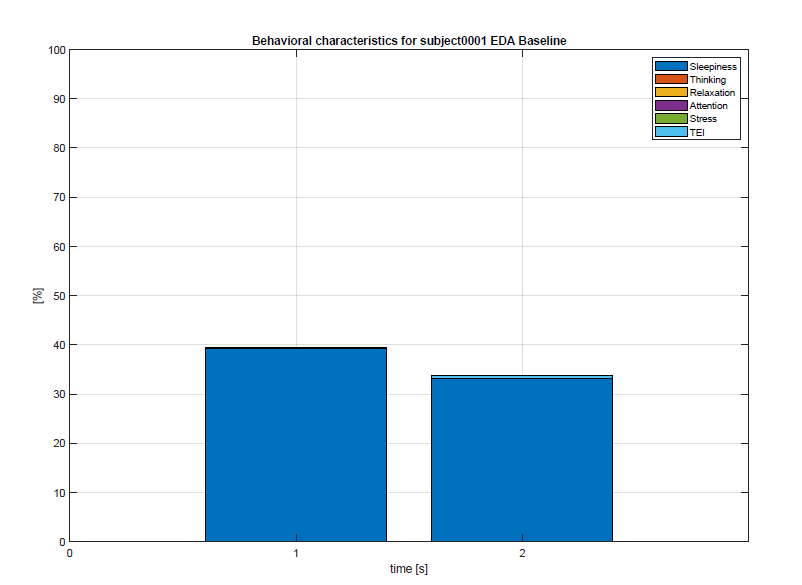 Behavioral characteristics for subject0001 EDA Baseline
100
90
80
70
60
50
40
30
20
10
0
[%]
Sleepiness
Thinking
Relaxation
Attention
Stress
TEI
0
1
2
time [s]